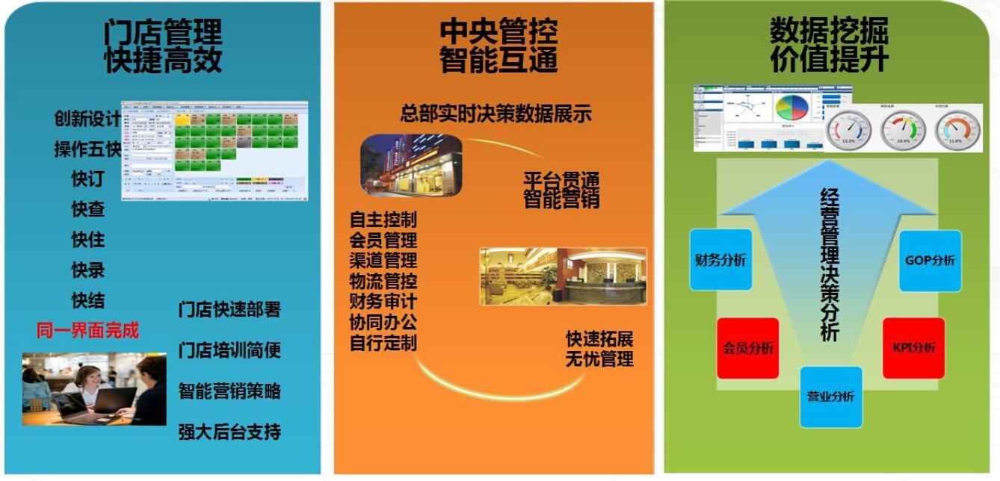 门店管理
快捷高效
创新设计
操作五快
快订
快查
快住
快录
快结
同一界面完成
门店快速部署
门店培训简便
智能营销策略
强大后台支持
中央管控
智能互通
总部实时决策数据展示
平台贯通
智能营销
自主控制
会员管理
渠道管理
物流管控
财务审计
协同办公
自行定制
快速拓展
无忧管理
数据挖掘
价值提升
2009-04
13.3%
10.4%
11.0%
经营管理决策分析
财务分析
GOP分析
会员分析
KPI分析
营业分析